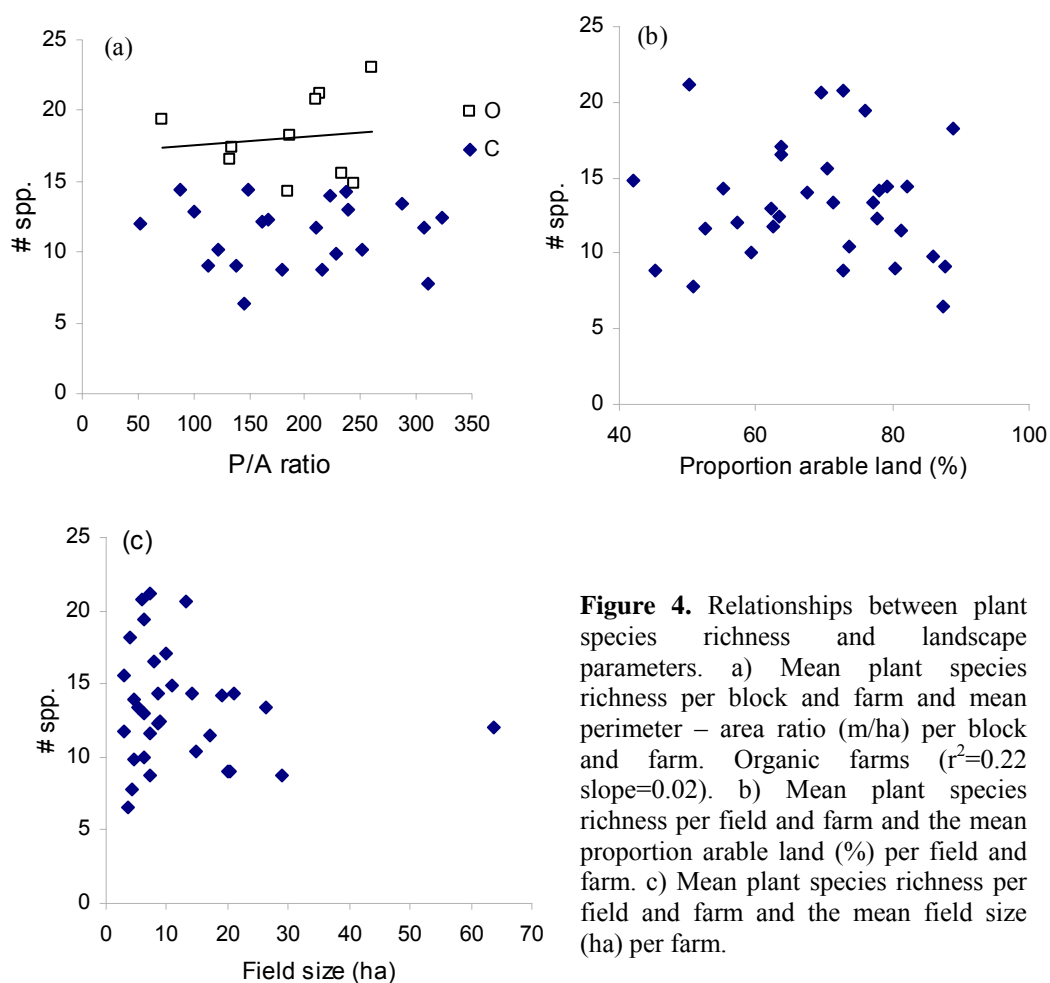 (a)
25
20
15
10
5
0
# spp.
0 50 100 150 200 250 300 350
P/A ratio
O
C
(b)
25
20
15
10
5
0
# spp.
40 60 80 100
Proportion arable land (%)
(c)
25
20
15
10
5
0
# spp.
0 10 20 30 40 50 60 70
Field size (ha)
Figure 4. Relationships between plant
species richness and landscape
parameters. a) Mean plant species
richness per block and farm and mean
perimeter – area ratio (m/ha) per block
and farm. Organic farms (r²=0.22
slope=0.02). b) Mean plant species
richness per field and farm and the mean
proportion arable land (%) per field and
farm. c) Mean plant species richness per
field and farm and the mean field size
(ha) per farm.